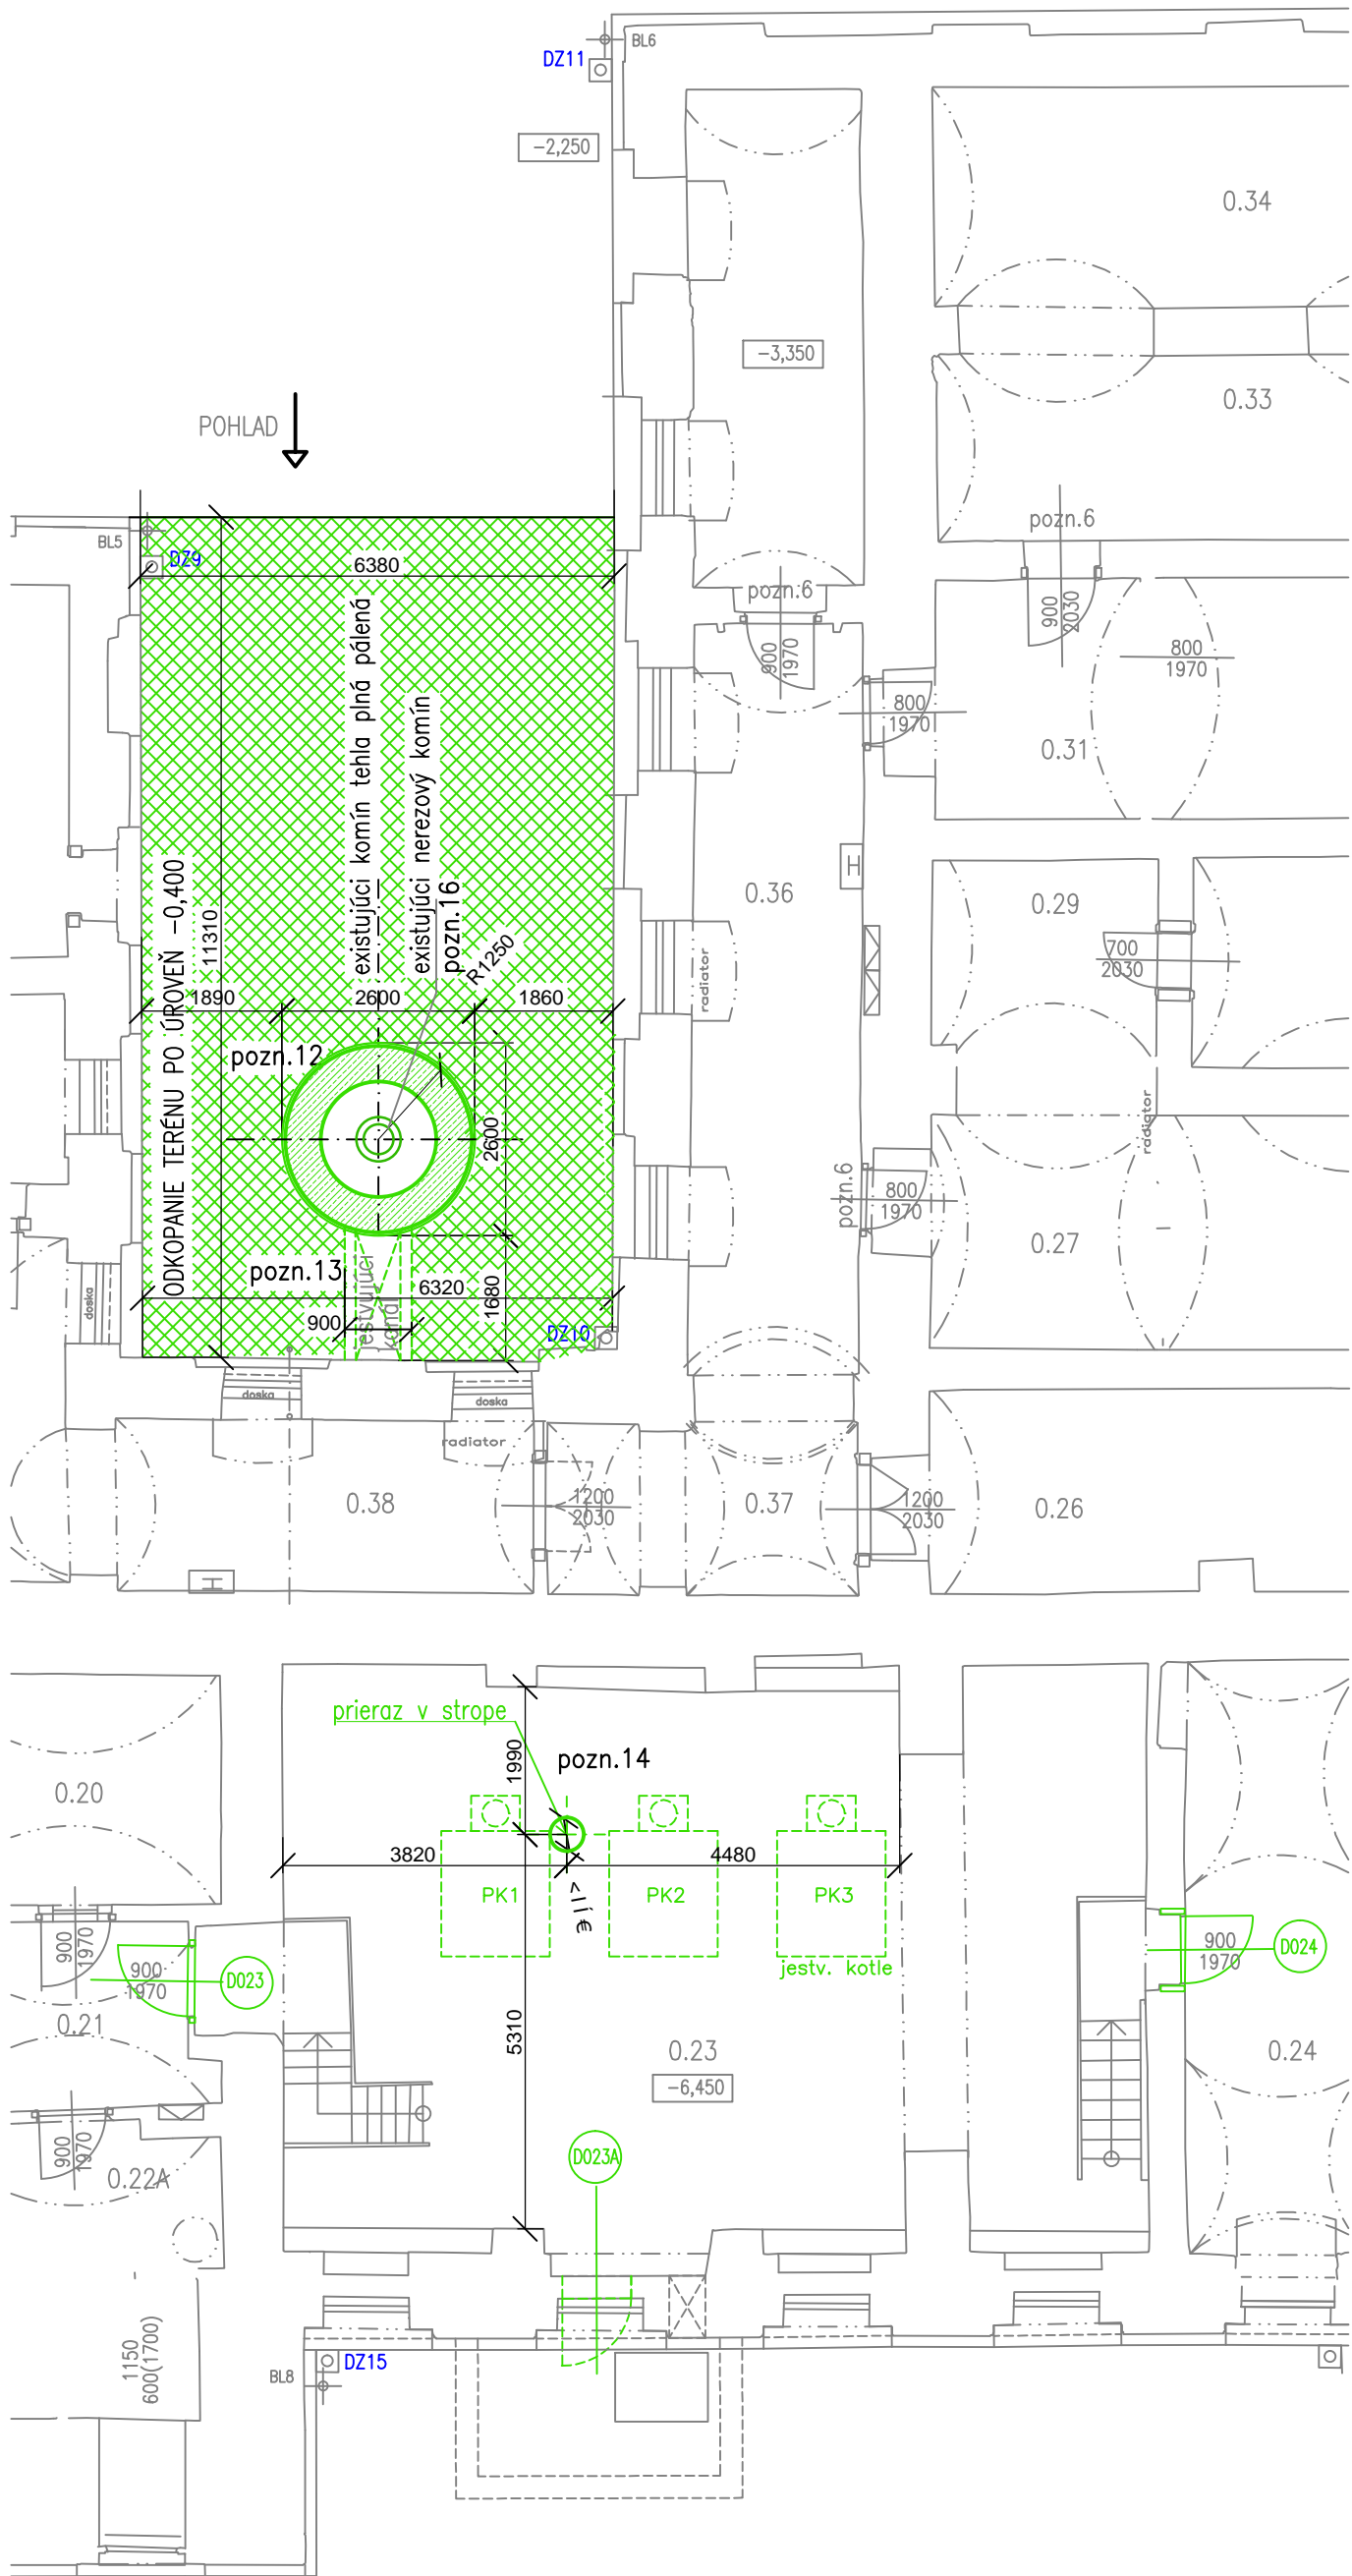 BL6
DZ11
-2,250
0.34
-3,350
0.33
POHLAD
pozn.6
BL5
DZ9
6380
pozn.6
900
2030
800
1970
900
1970
existujúci komín tehla plná pálená
existujúci nerezový komín
pozn.16
800
1970
0.31
H
0.36
0.29
ODKOPANIE TERÉNU PO ÚROVEŇ -0,400
11310
R1250
700
2030
radiator
1890
2600
1860
pozn.12
2600
radiator
pozn.6
800
1970
0.27
pozn.13
jestvujúci
kanál
6320
1680
900
DZ10
doska
doska
doska
radiator
0.38
1200
2030
0.37
1200
2030
0.26
H
prieraz v strope
1990
pozn.14
0.20
3820
4480
PK1
PK2
PK3
900
1970
900
1970
D023
jestv. kotle
900
1970
D024
0.21
5310
0.23
-6,450
0.24
900
1970
0.22A
D023A
1150
600(1700)
DZ15
BL8